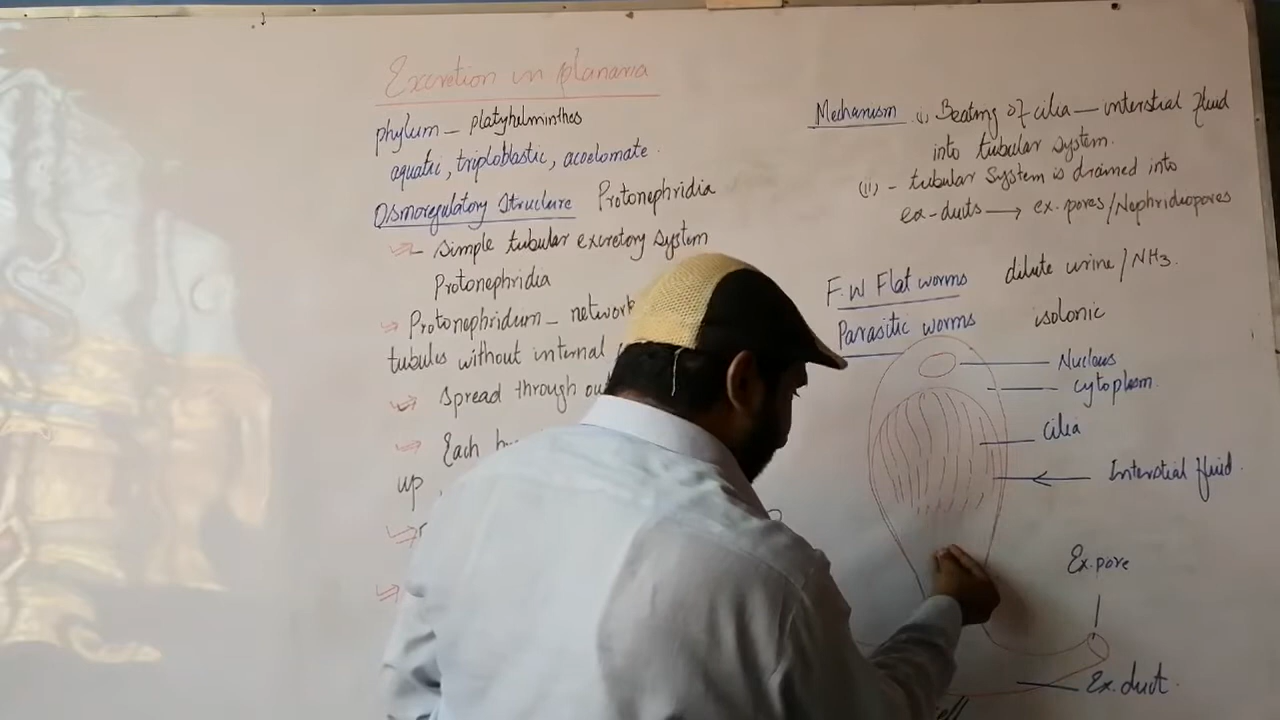 Excretion in planaria
phylum - platyhelminthes
aquatic, triploblastic, acoelomate.
Osmoregulatory Structure Protonephridia
- Simple tubular excretory system
Protonephridia
Protonephridium - network
tubules without internal
Spread through out
Each
up
Mechanism (i) Beating of cilia - interstial fluid
into tubular system.
(ii) - tubular system is drained into
ex-ducts → ex.pores/Nephridiopores
F.W Flat worms dilute urine/NH3.
Parasitic worms isotonic
Nucleus
cytoplasm.
cilia
Interstial fluid.
Ex.pore
Ex.duct.